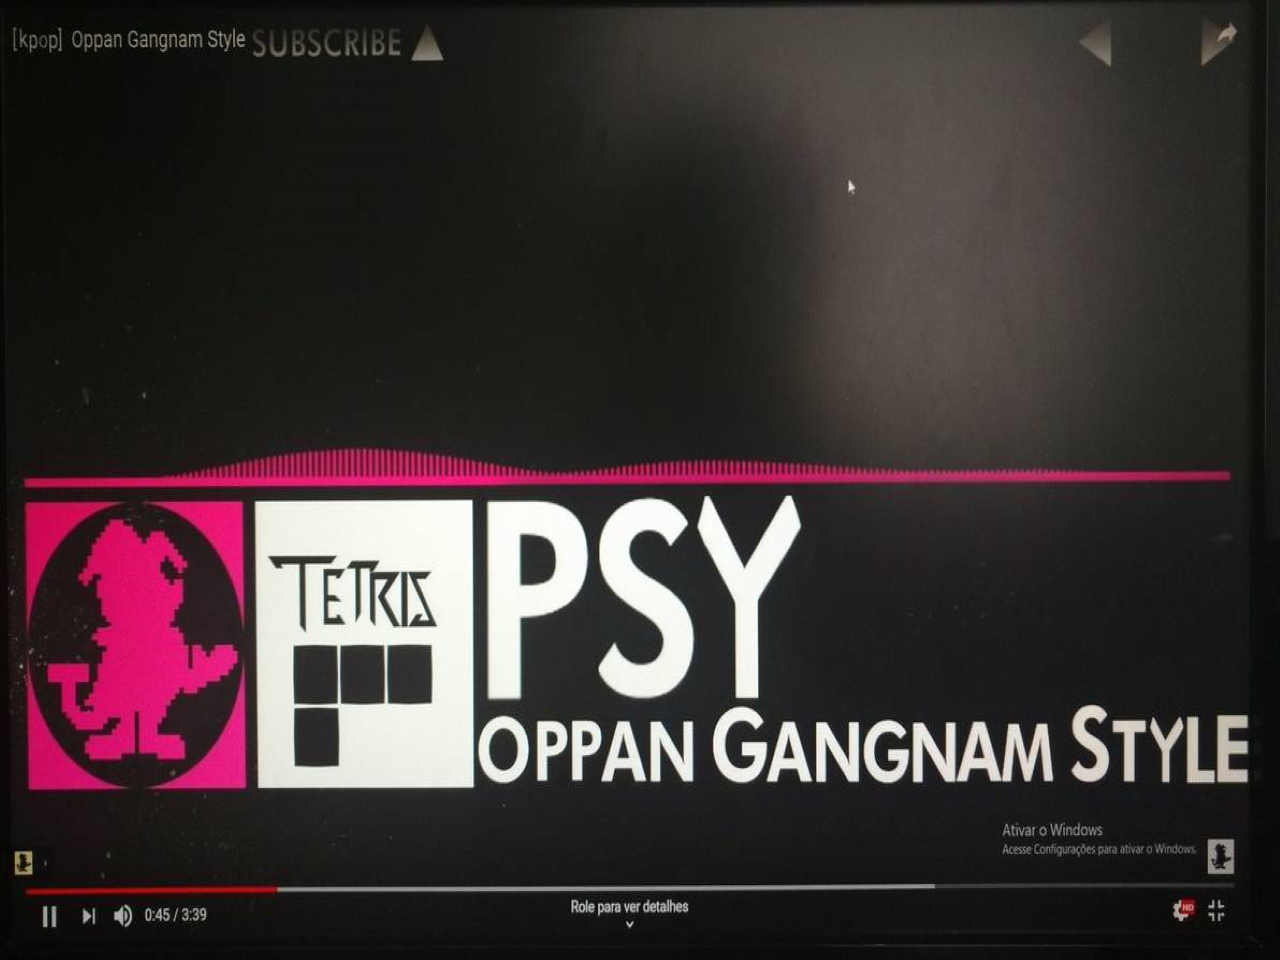 [kpop] Oppan Gangnam Style SUBSCRIBE
TETRIS
PSY
OPPAN GANGNAM STYLE
Ativar o Windows
Acesse Configurações para ativar o Windows.
0:45 / 3:39
Role para ver detalhes
HD